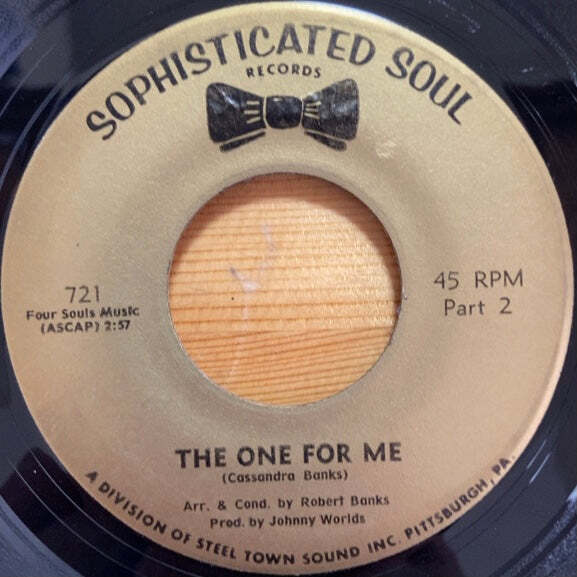 SOPHISTICATED SOUL
RECORDS
721
Four Souls Music
(ASCAP) 2:57
45 RPM
Part 2
THE ONE FOR ME
(Cassandra Banks)
Arr. & Cond. by Robert Banks
Prod. by Johnny Worlds
A DIVISION OF STEEL TOWN SOUND INC. PITTSBURGH, PA.